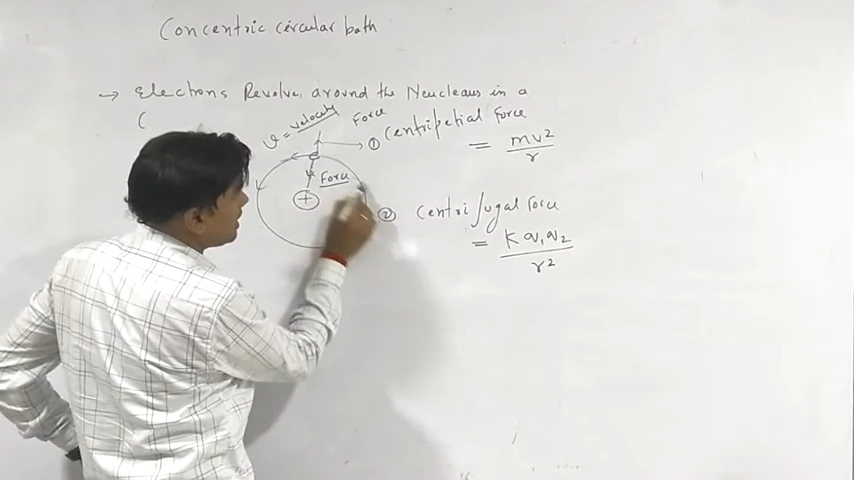 Concentric circular bath
→ Electrons Revolve around the Neucleaus in a
(
v = velocity
Force
① Centripetial Force
= mv²/r
Force
+
② Centrifugal Force
= K q₁ q₂/r²